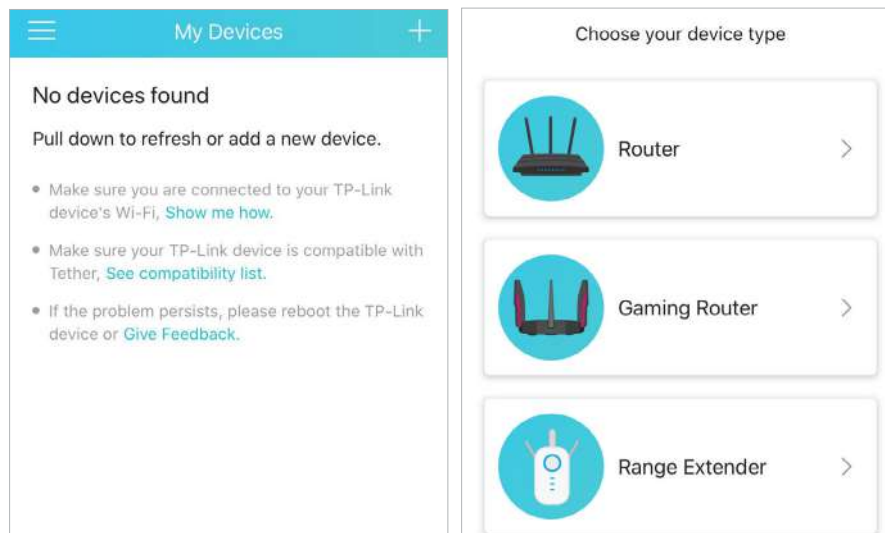 My Devices
No devices found
Pull down to refresh or add a new device.
Make sure you are connected to your TP-Link
device's Wi-Fi, Show me how.
Make sure your TP-Link device is compatible with
Tether, See compatibility list.
If the problem persists, please reboot the TP-Link
device or Give Feedback.
Choose your device type
Router
Gaming Router
Range Extender